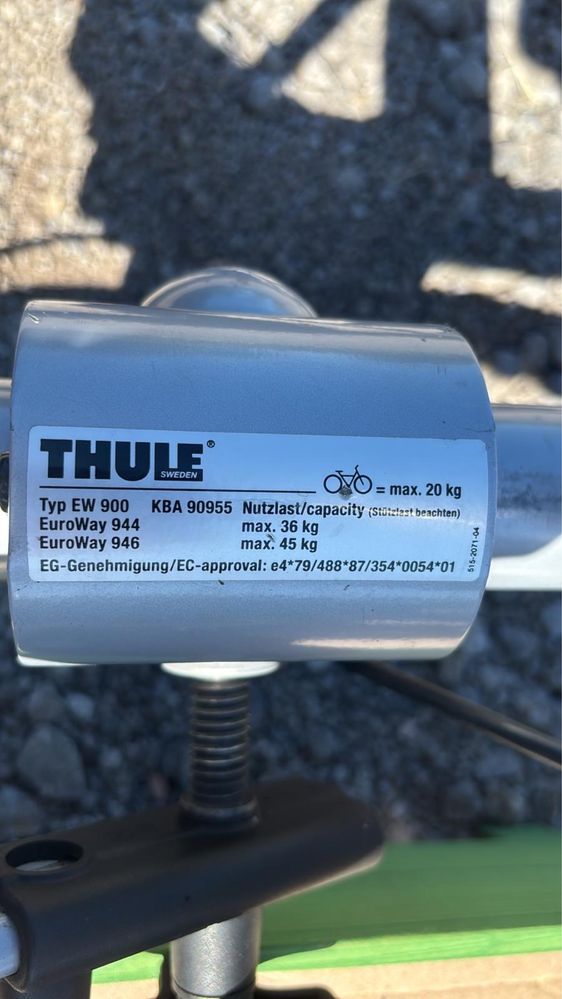 THULE®
SWEDEN
= max. 20 kg
Typ EW 900 KBA 90955 Nutzlast/capacity (Stützlast beachten)
EuroWay 944 max. 36 kg
EuroWay 946 max. 45 kg
EG-Genehmigung/EC-approval: e4*79/488*87/354*0054*01
515-2071-04